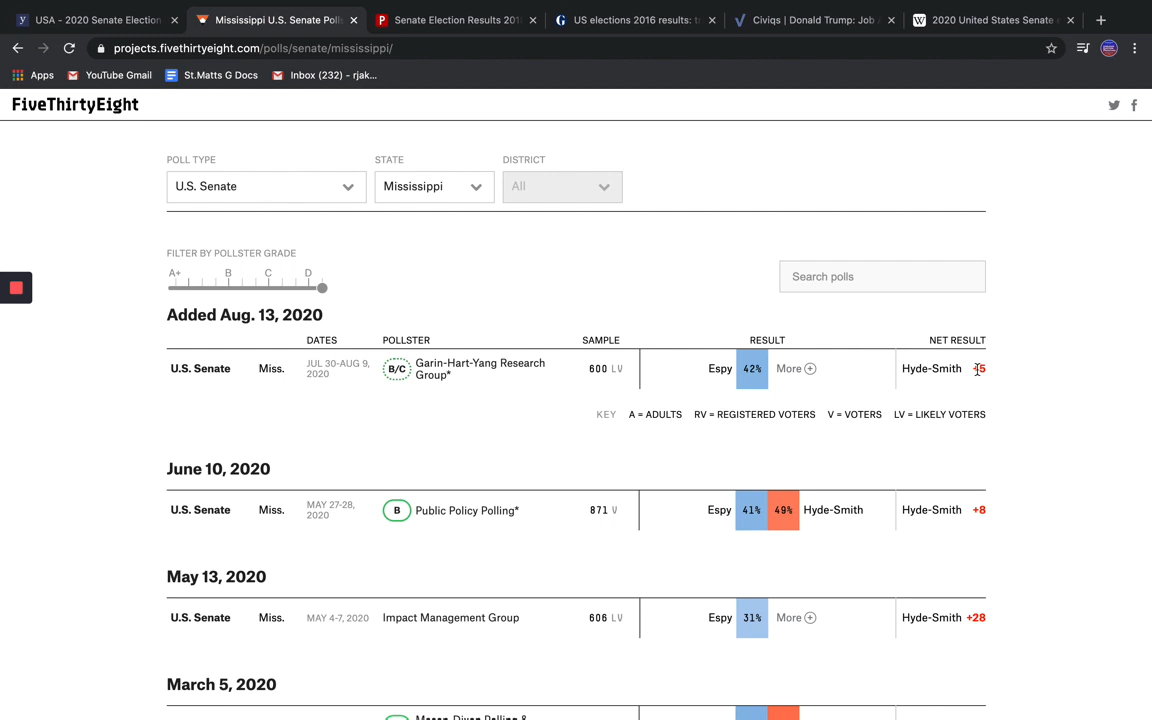 USA - 2020 Senate Election
Mississippi U.S. Senate Polls
Senate Election Results 201
US elections 2016 results: t
Civiqs | Donald Trump: Job A
2020 United States Senate e
projects.fivethirtyeight.com/polls/senate/mississippi/
Apps
YouTube Gmail
St.Matts G Docs
Inbox (232) - rjak...
FiveThirtyEight
POLL TYPE STATE DISTRICT
U.S. Senate Mississippi All
FILTER BY POLLSTER GRADE
A+ B C D
Search polls
Added Aug. 13, 2020
DATES POLLSTER SAMPLE RESULT NET RESULT
U.S. Senate Miss. JUL 30-AUG 9, 2020 B/C Garin-Hart-Yang Research Group* 600 LV Espy 42% More Hyde-Smith +5
KEY A = ADULTS RV = REGISTERED VOTERS V = VOTERS LV = LIKELY VOTERS
June 10, 2020
U.S. Senate Miss. MAY 27-28, 2020 B Public Policy Polling* 871 V Espy 41% 49% Hyde-Smith Hyde-Smith +8
May 13, 2020
U.S. Senate Miss. MAY 4-7, 2020 Impact Management Group 606 LV Espy 31% More Hyde-Smith +28
March 5, 2020